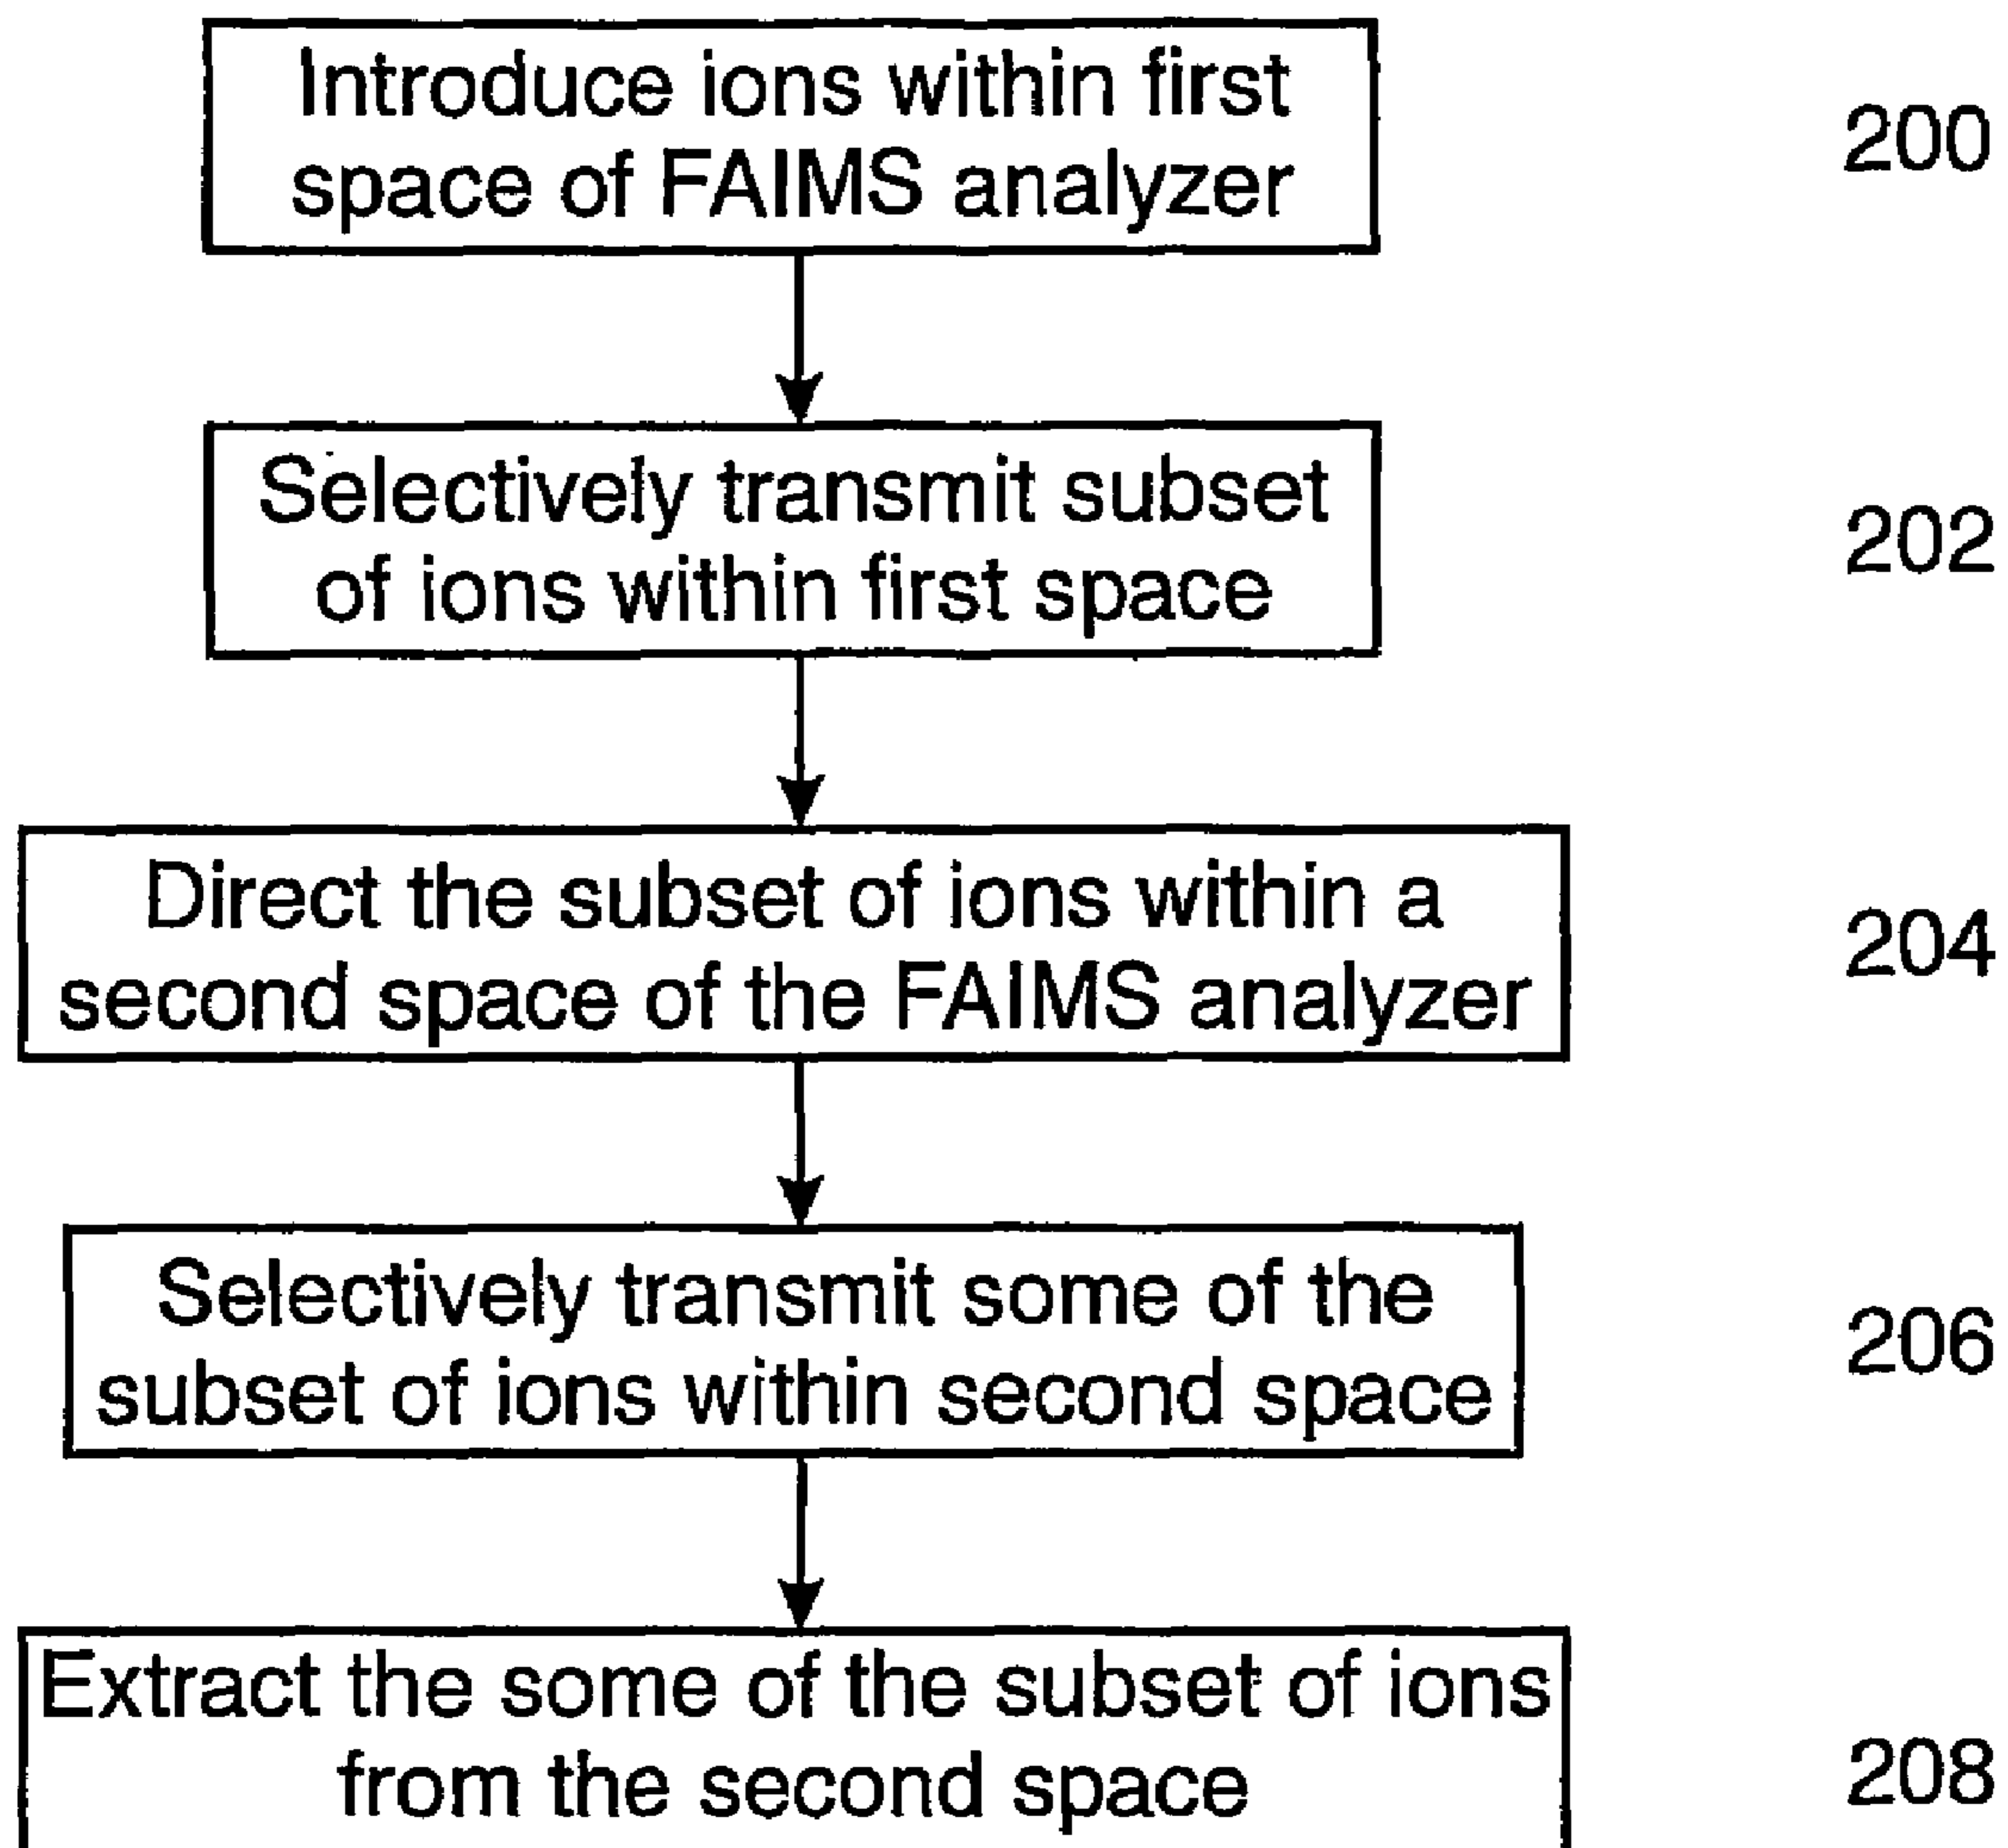 Introduce ions within first
space of FAIMS analyzer
200
Selectively transmit subset
of ions within first space
202
Direct the subset of ions within a
second space of the FAIMS analyzer
204
Selectively transmit some of the
subset of ions within second space
206
Extract the some of the subset of ions
from the second space
208